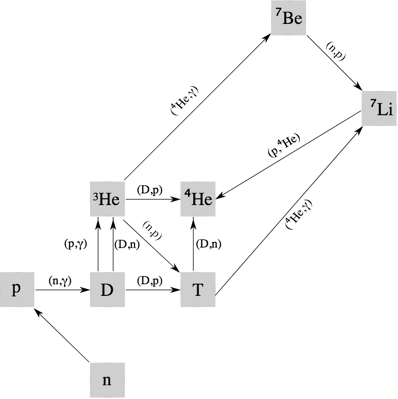 ⁷Be
(n,p)
⁷Li
(⁴He,γ)
(p,⁴He)
³He
(D,p)
⁴He
(⁴He,γ)
(n,p)
(p,γ)
(D,n)
(D,n)
p
(n,γ)
D
(D,p)
T
n